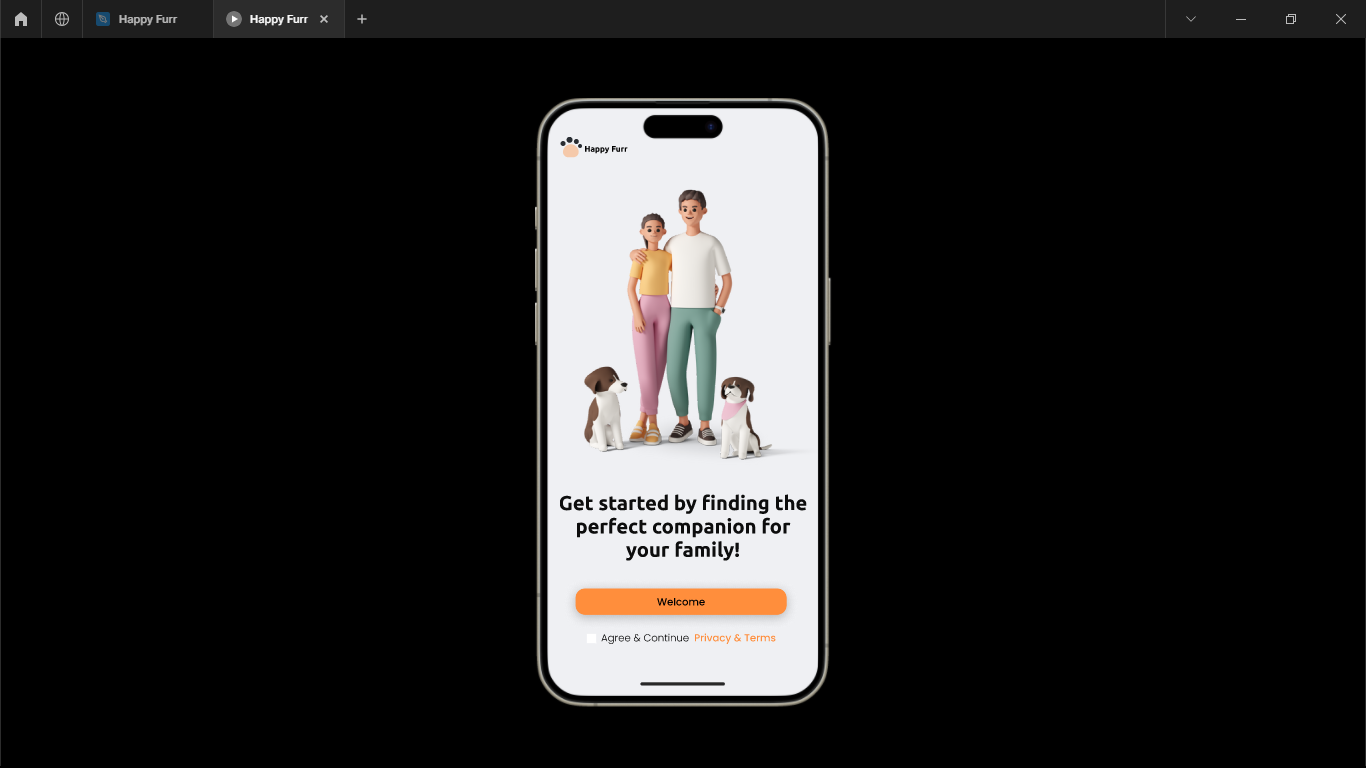 Happy Furr
Happy Furr
Happy Furr
Get started by finding the
perfect companion for
your family!
Welcome
Agree & Continue Privacy & Terms